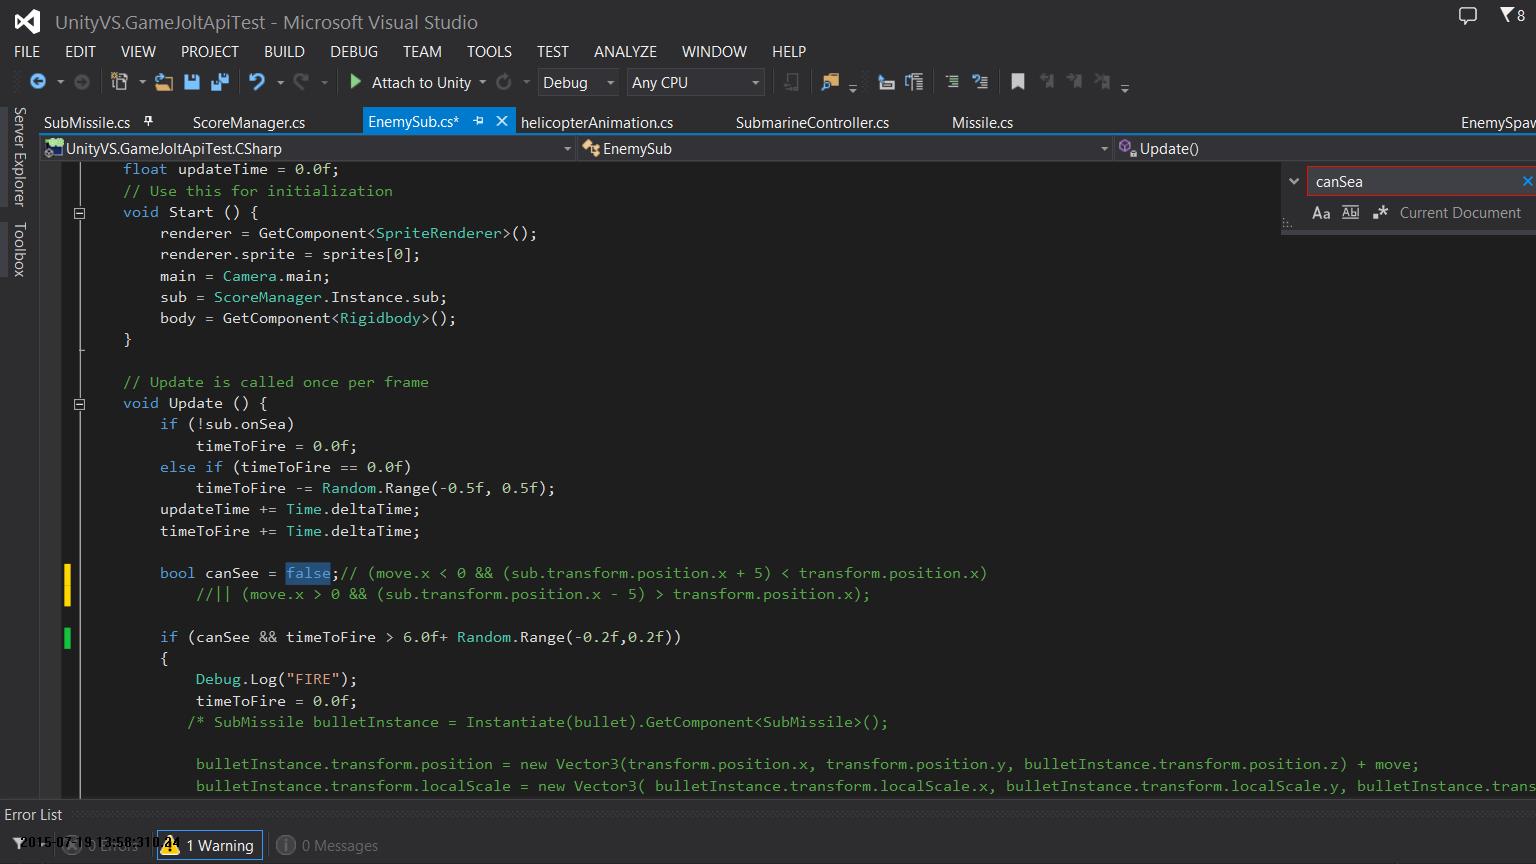 UnityVS.GameJoltApiTest - Microsoft Visual Studio
8
FILE EDIT VIEW PROJECT BUILD DEBUG TEAM TOOLS TEST ANALYZE WINDOW HELP
Attach to Unity Debug Any CPU
Server Explorer
Toolbox
SubMissile.cs ScoreManager.cs EnemySub.cs* helicopterAnimation.cs SubmarineController.cs Missile.cs EnemySpaw
UnityVS.GameJoltApiTest.CSharp EnemySub Update()
canSea
Aa Abl .* Current Document
float updateTime = 0.0f;
// Use this for initialization
void Start () {
renderer = GetComponent<SpriteRenderer>();
renderer.sprite = sprites[0];
main = Camera.main;
sub = ScoreManager.Instance.sub;
body = GetComponent<Rigidbody>();
}
// Update is called once per frame
void Update () {
if (!sub.onSea)
timeToFire = 0.0f;
else if (timeToFire == 0.0f)
timeToFire -= Random.Range(-0.5f, 0.5f);
updateTime += Time.deltaTime;
timeToFire += Time.deltaTime;
bool canSee = false;// (move.x < 0 && (sub.transform.position.x + 5) < transform.position.x)
//|| (move.x > 0 && (sub.transform.position.x - 5) > transform.position.x);
if (canSee && timeToFire > 6.0f+ Random.Range(-0.2f,0.2f))
{
Debug.Log("FIRE");
timeToFire = 0.0f;
/* SubMissile bulletInstance = Instantiate(bullet).GetComponent<SubMissile>();
bulletInstance.transform.position = new Vector3(transform.position.x, transform.position.y, bulletInstance.transform.position.z) + move;
bulletInstance.transform.localScale = new Vector3( bulletInstance.transform.localScale.x, bulletInstance.transform.localScale.y, bulletInstance.trans
Error List
0 Errors 1 Warning 0 Messages